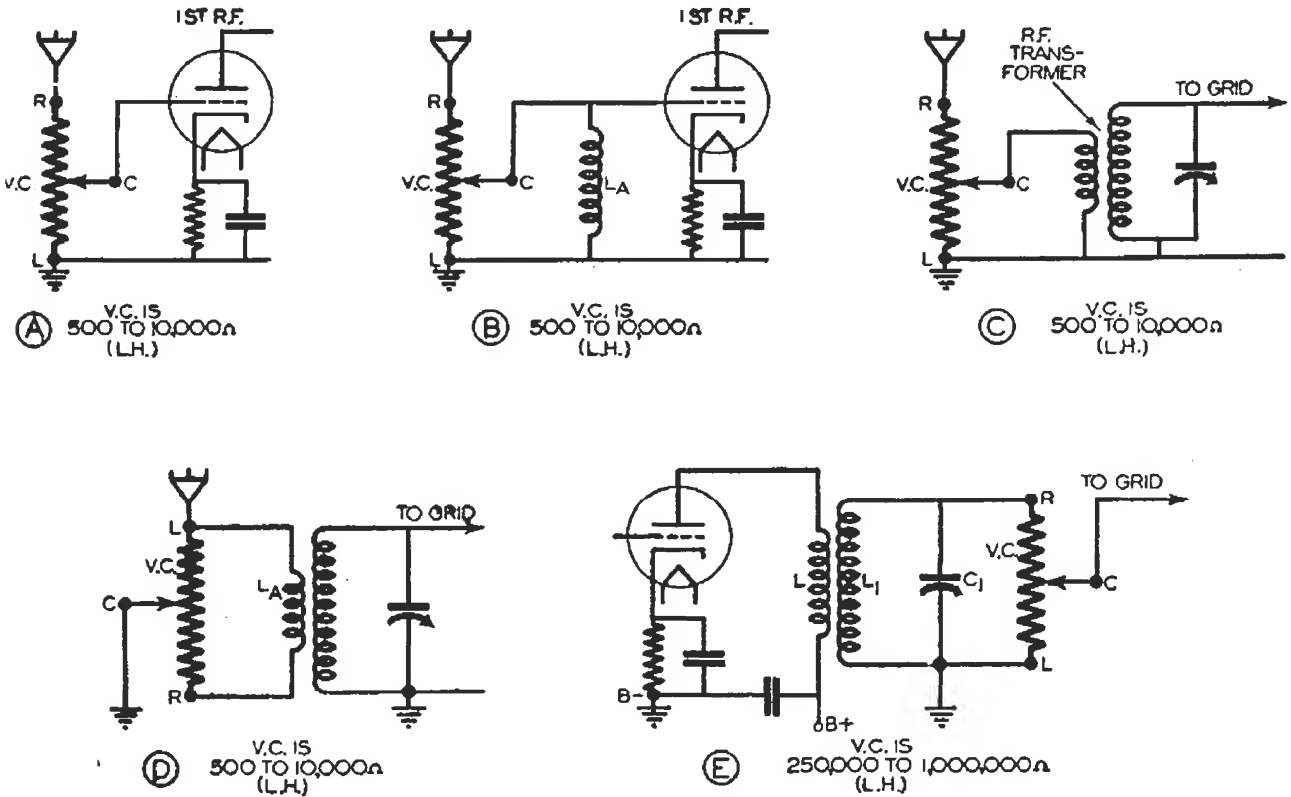 1ST R.F.
R
V.C.
C
L
A
V.C. IS
500 TO 10,000Ω
(L.H.)
1ST R.F.
R
V.C.
C
LA
L
B
V.C. IS
500 TO 10,000Ω
(L.H.)
R.F.
TRANS-
FORMER
TO GRID
R
V.C.
C
L
C
V.C. IS
500 TO 10,000Ω
(L.H.)
L
V.C.
C
LA
R
TO GRID
D
V.C. IS
500 TO 10,000Ω
(L.H.)
B-
B+
L
L1
C1
R
V.C.
C
L
TO GRID
E
V.C. IS
250,000 TO 1,000,000Ω
(L.H.)